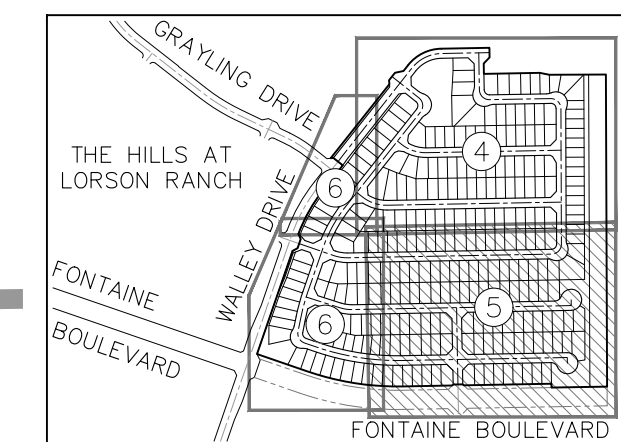 GRAYLING DRIVE
THE HILLS AT
LORSON RANCH
WALLEY DRIVE
FONTAINE
BOULEVARD
4
6
5
6
FONTAINE BOULEVARD